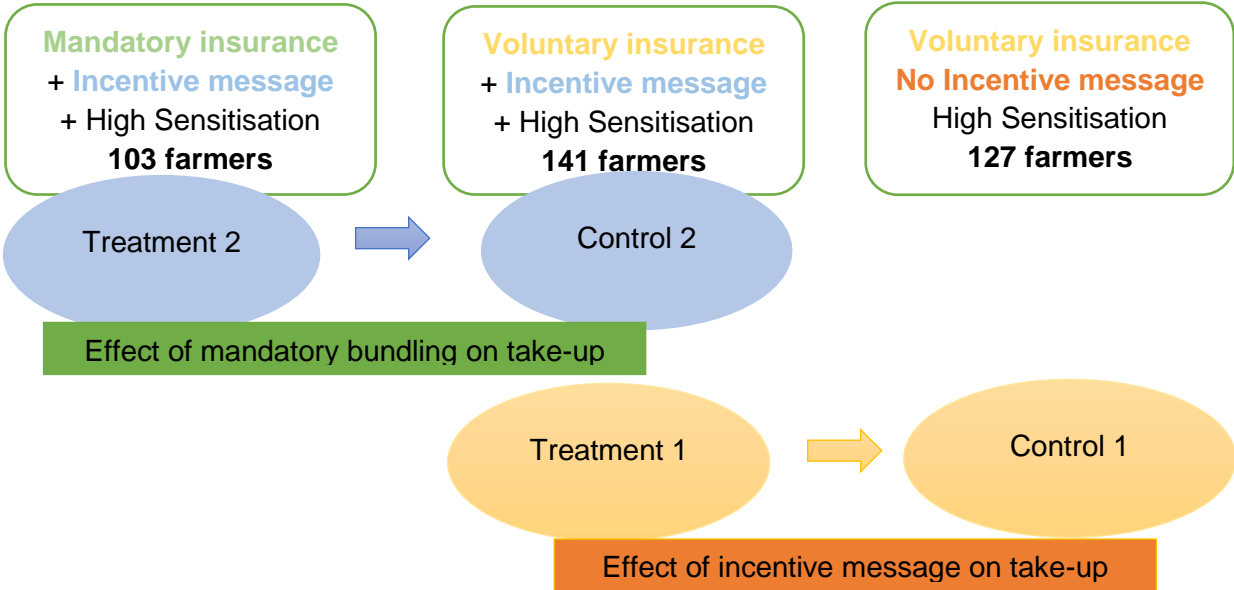 Mandatory insurance
+ Incentive message
+ High Sensitisation
103 farmers
Voluntary insurance
+ Incentive message
+ High Sensitisation
141 farmers
Voluntary insurance
No Incentive message
High Sensitisation
127 farmers
Treatment 2
Control 2
Effect of mandatory bundling on take-up
Treatment 1
Control 1
Effect of incentive message on take-up